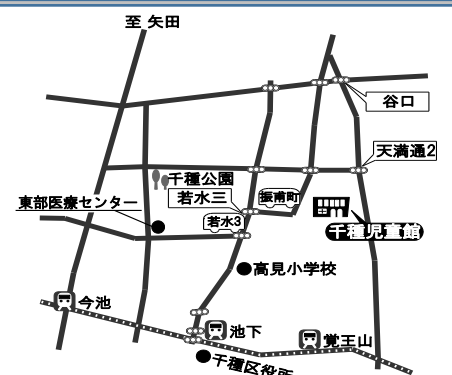 至 矢田
谷口
天満通2
千種公園
若水三
振甫町
東部医療センター
若水3
千種児童館
高見小学校
今池
池下
覚王山
千種区役所